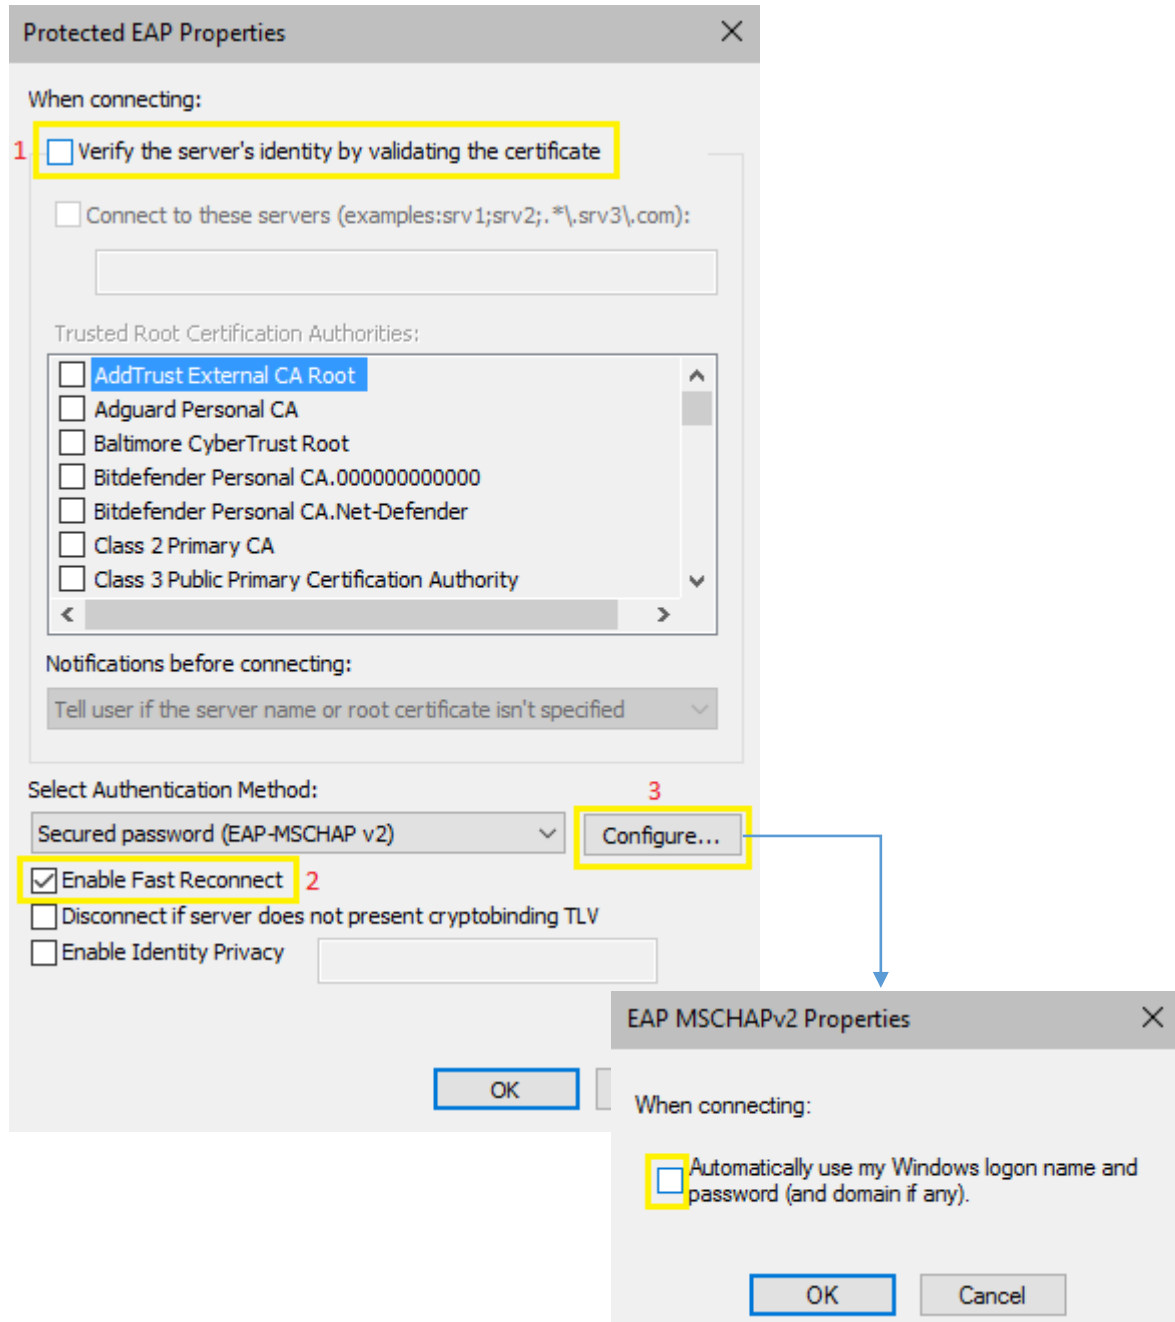 Protected EAP Properties
When connecting:
1
Verify the server's identity by validating the certificate
Connect to these servers (examples:srv1;srv2;.*\.srv3\.com):
Trusted Root Certification Authorities:
AddTrust External CA Root
Adguard Personal CA
Baltimore CyberTrust Root
Bitdefender Personal CA.000000000000
Bitdefender Personal CA.Net-Defender
Class 2 Primary CA
Class 3 Public Primary Certification Authority
Notifications before connecting:
Tell user if the server name or root certificate isn't specified
Select Authentication Method:
3
Secured password (EAP-MSCHAP v2)
Configure...
Enable Fast Reconnect
2
Disconnect if server does not present cryptobinding TLV
Enable Identity Privacy
OK
EAP MSCHAPv2 Properties
When connecting:
Automatically use my Windows logon name and
password (and domain if any).
OK
Cancel